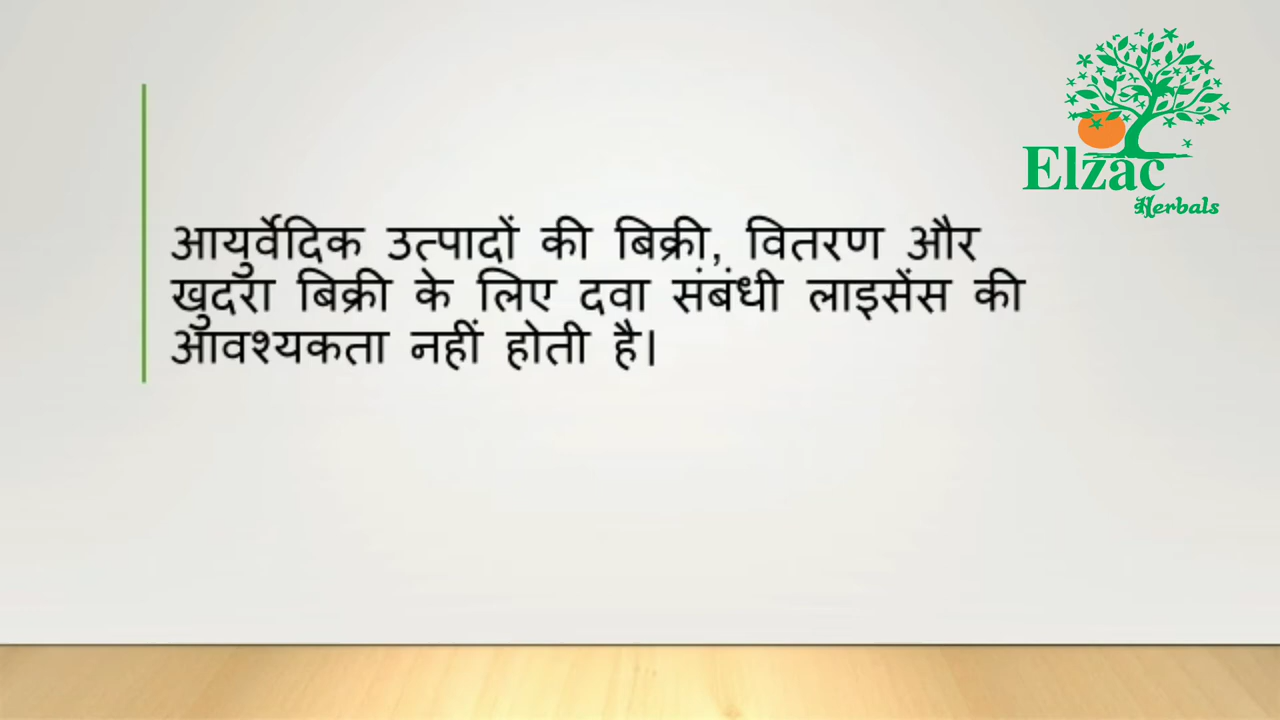 Elzac
Herbals
आयुर्वेदिक उत्पादों की बिक्री, वितरण और
खुदरा बिक्री के लिए दवा संबंधी लाइसेंस की
आवश्यकता नहीं होती है।